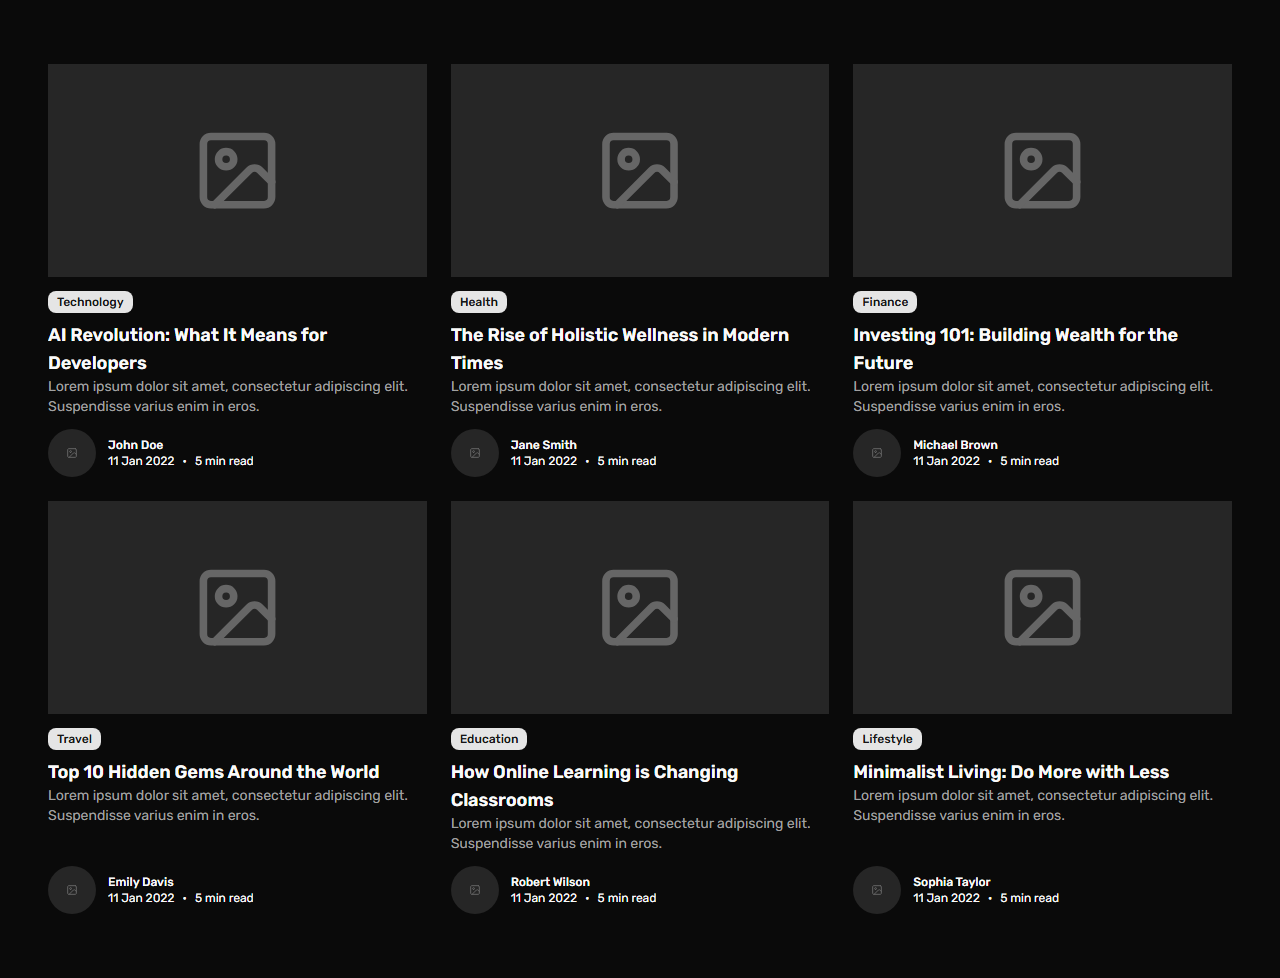 Technology
AI Revolution: What It Means for
Developers
Lorem ipsum dolor sit amet, consectetur adipiscing elit.
Suspendisse varius enim in eros.
John Doe
11 Jan 2022 • 5 min read
Health
The Rise of Holistic Wellness in Modern
Times
Lorem ipsum dolor sit amet, consectetur adipiscing elit.
Suspendisse varius enim in eros.
Jane Smith
11 Jan 2022 • 5 min read
Finance
Investing 101: Building Wealth for the
Future
Lorem ipsum dolor sit amet, consectetur adipiscing elit.
Suspendisse varius enim in eros.
Michael Brown
11 Jan 2022 • 5 min read
Travel
Top 10 Hidden Gems Around the World
Lorem ipsum dolor sit amet, consectetur adipiscing elit.
Suspendisse varius enim in eros.
Emily Davis
11 Jan 2022 • 5 min read
Education
How Online Learning is Changing
Classrooms
Lorem ipsum dolor sit amet, consectetur adipiscing elit.
Suspendisse varius enim in eros.
Robert Wilson
11 Jan 2022 • 5 min read
Lifestyle
Minimalist Living: Do More with Less
Lorem ipsum dolor sit amet, consectetur adipiscing elit.
Suspendisse varius enim in eros.
Sophia Taylor
11 Jan 2022 • 5 min read